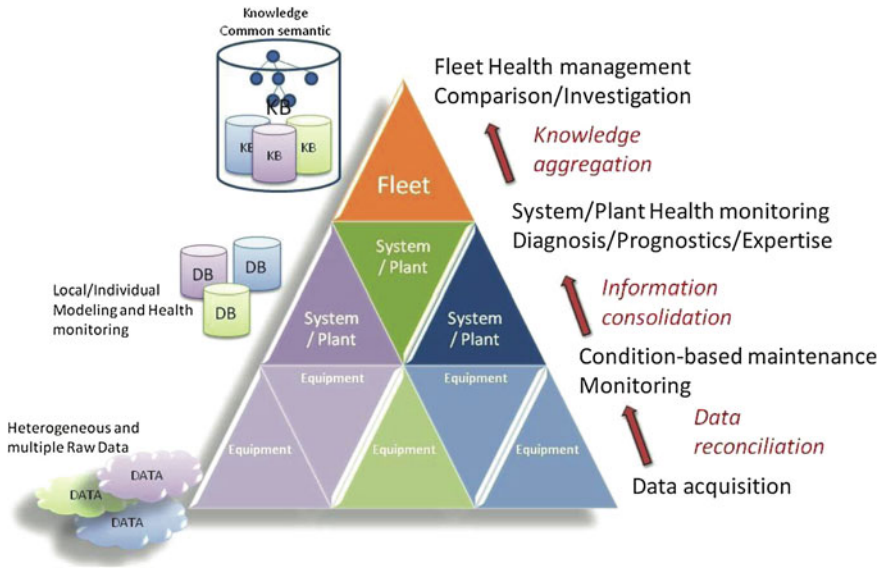 Knowledge
Common semantic
KB
KB
KB
KB
Fleet Health management
Comparison/Investigation
Knowledge
aggregation
Fleet
System/Plant Health monitoring
Diagnosis/Prognostics/Expertise
System
/ Plant
DB
DB
DB
Local/Individual
Modeling and Health
monitoring
Information
consolidation
System
/ Plant
System
/ Plant
Condition-based maintenance
Monitoring
Equipment
Equipment
Data
reconciliation
Heterogeneous and
multiple Raw Data
Equipment
Equipment
Equipment
DATA
DATA
DATA
Data acquisition